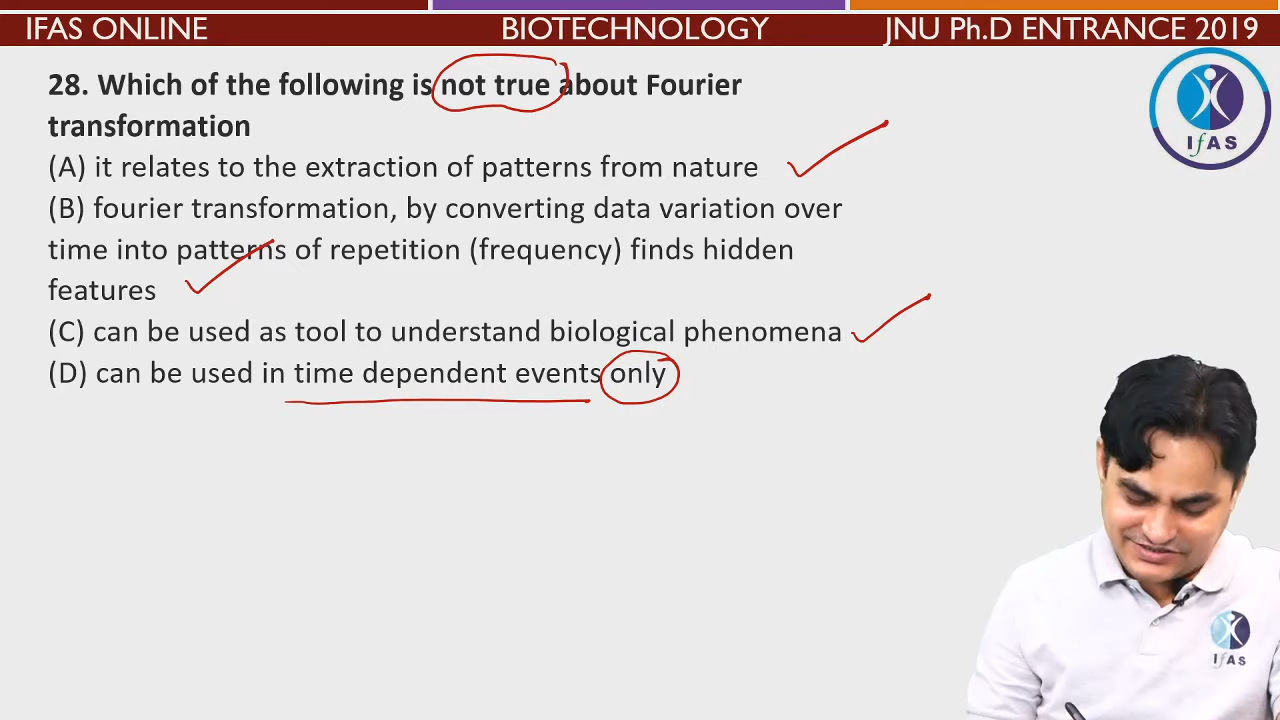 IFAS ONLINE BIOTECHNOLOGY JNU Ph.D ENTRANCE 2019
28. Which of the following is not true about Fourier
transformation
(A) it relates to the extraction of patterns from nature
(B) fourier transformation, by converting data variation over
time into patterns of repetition (frequency) finds hidden
features
(C) can be used as tool to understand biological phenomena
(D) can be used in time dependent events only
IfAS
IfAS